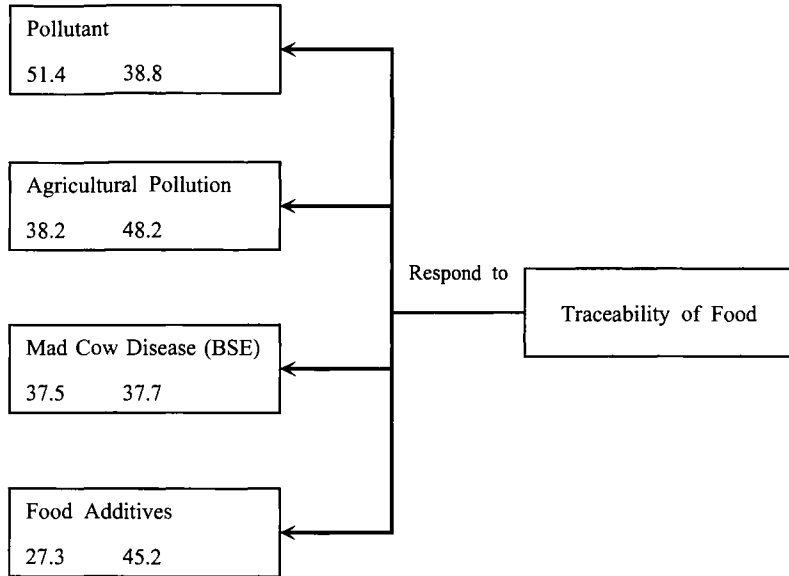 Pollutant
51.4 38.8
Agricultural Pollution
38.2 48.2
Respond to
Traceability of Food
Mad Cow Disease (BSE)
37.5 37.7
Food Additives
27.3 45.2